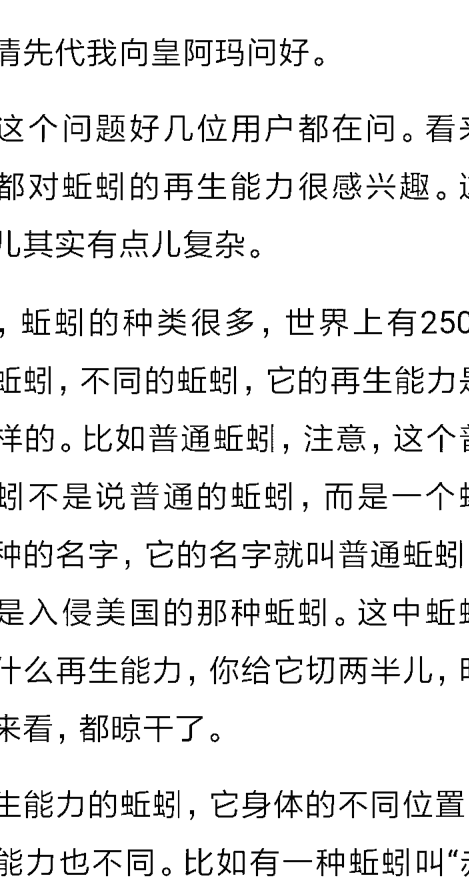 请先代我向皇阿玛问好。
这个问题好几位用户都在问。看来
都对蚯蚓的再生能力很感兴趣。这
儿其实有点儿复杂。
，蚯蚓的种类很多，世界上有250
蚯蚓，不同的蚯蚓，它的再生能力是
样的。比如普通蚯蚓，注意，这个普
蚓不是说普通的蚯蚓，而是一个蚯
种的名字，它的名字就叫普通蚯蚓
是入侵美国的那种蚯蚓。这中蚯蚓
什么再生能力，你给它切两半儿，
来看，都晾干了。
生能力的蚯蚓，它身体的不同位置
能力也不同。比如有一种蚯蚓叫“赤